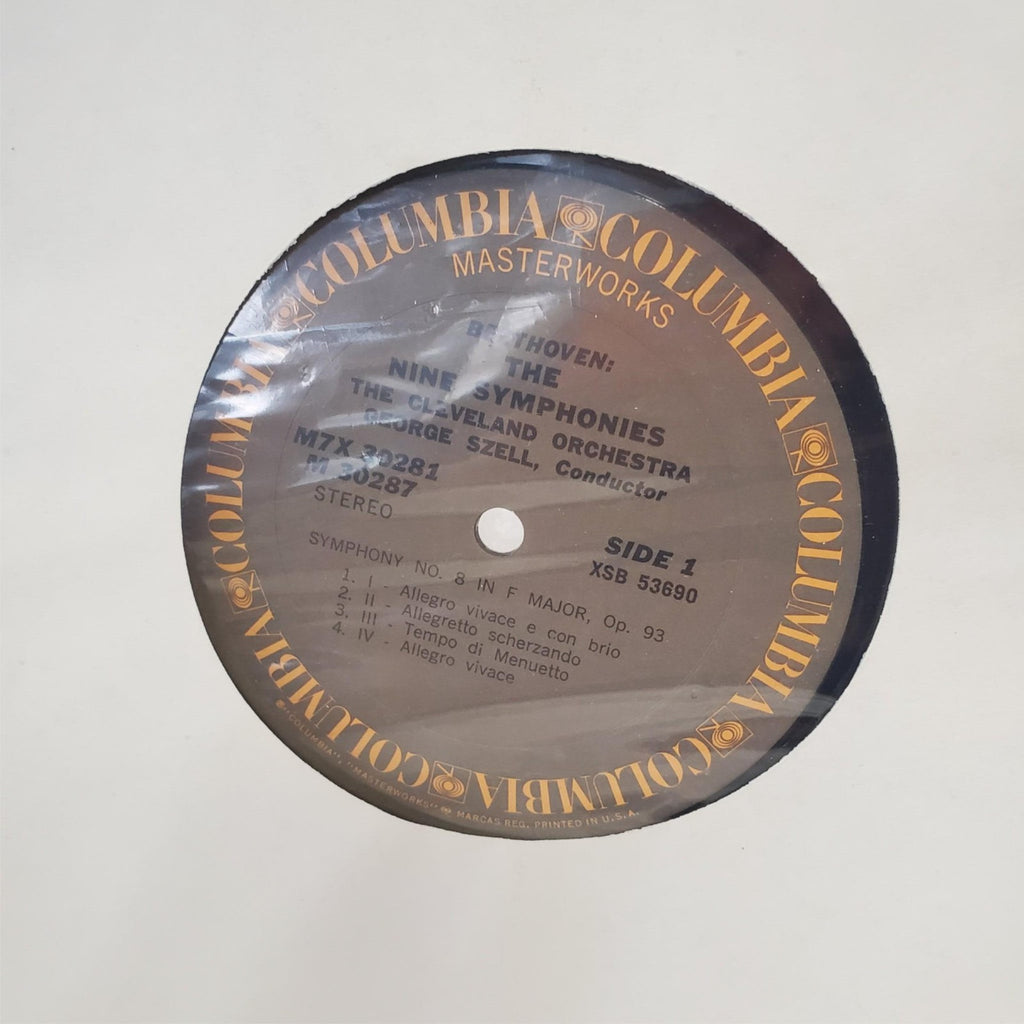 COLUMBIA COLUMBIA COLUMBIA COLUMBIA COLUMBIA COLUMBIA
MASTERWORKS
BEETHOVEN:
THE
NINE SYMPHONIES
THE CLEVELAND ORCHESTRA
GEORGE SZELL, Conductor
M7X 30281
M 30287
STEREO
SIDE 1
XSB 53690
SYMPHONY NO. 8 IN F MAJOR, Op. 93
1. I - Allegro vivace e con brio
2. II - Allegretto scherzando
3. III - Tempo di Menuetto
4. IV - Allegro vivace
®"COLUMBIA", "MASTERWORKS" ® MARCAS REG. PRINTED IN U.S.A.